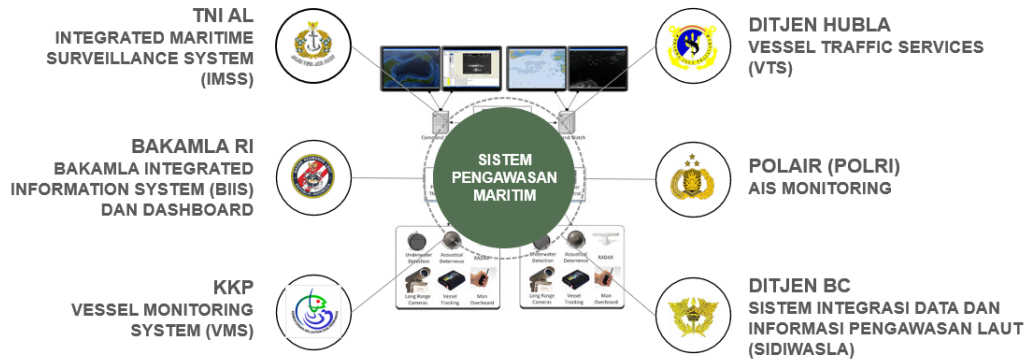 TNI AL
INTEGRATED MARITIME
SURVEILLANCE SYSTEM
(IMSS)
BAKAMLA RI
BAKAMLA INTEGRATED
INFORMATION SYSTEM (BIIS)
DAN DASHBOARD
KKP
VESSEL MONITORING
SYSTEM (VMS)
SISTEM
PENGAWASAN
MARITIM
Command
Watch
Underwater
Detection
Acoustical
Deterrence
RADAR
Long Range
Cameras
Vessel
Tracking
Man
Overboard
Underwater
Detection
Acoustical
Deterrence
RADAR
Long Range
Cameras
Vessel
Tracking
Man
Overboard
DITJEN HUBLA
VESSEL TRAFFIC SERVICES
(VTS)
POLAIR (POLRI)
AIS MONITORING
DITJEN BC
SISTEM INTEGRASI DATA DAN
INFORMASI PENGAWASAN LAUT
(SIDIWASLA)